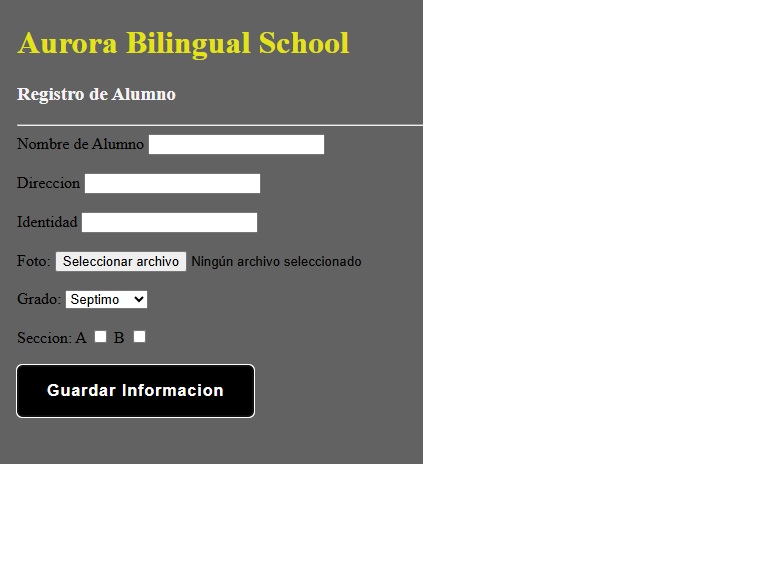 Aurora Bilingual School
Registro de Alumno
Nombre de Alumno
Direccion
Identidad
Foto: Seleccionar archivo Ningún archivo seleccionado
Grado: Septimo
Seccion: A B
Guardar Informacion